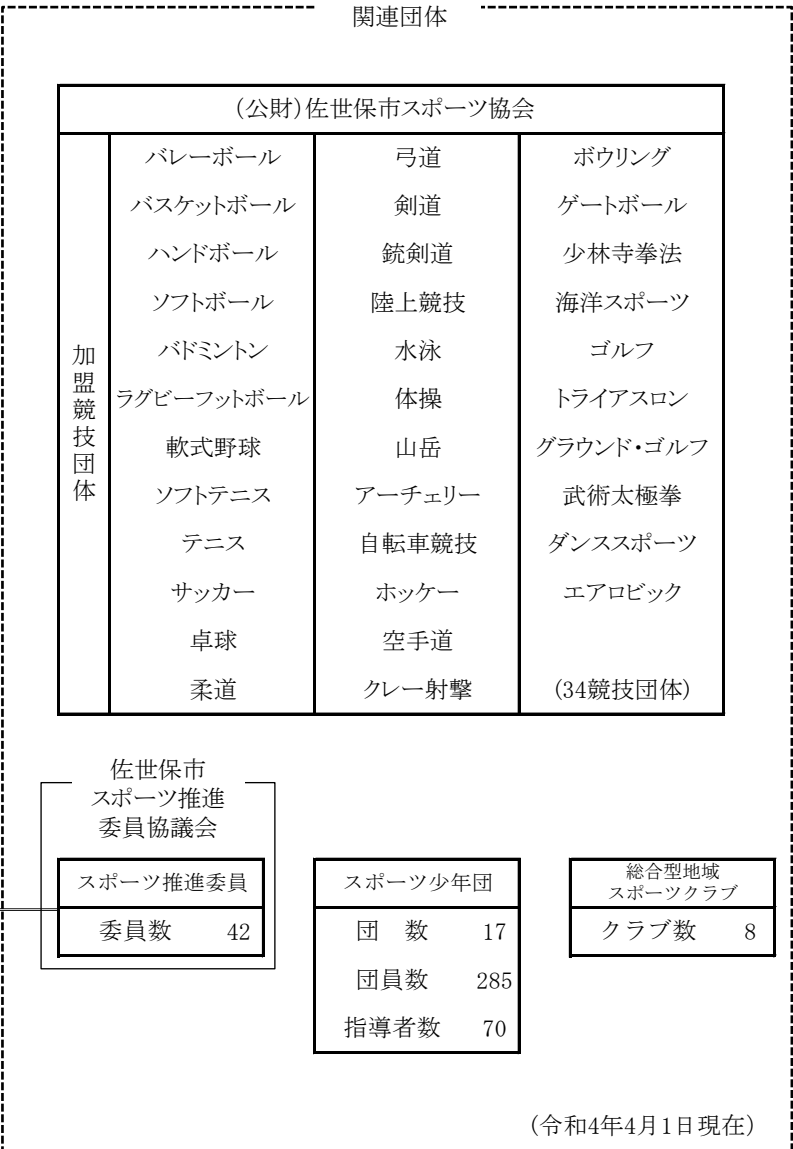 関連団体
(公財)佐世保市スポーツ協会
加盟競技団体
バレーボール 弓道 ボウリング
バスケットボール 剣道 ゲートボール
ハンドボール 銃剣道 少林寺拳法
ソフトボール 陸上競技 海洋スポーツ
バドミントン 水泳 ゴルフ
ラグビーフットボール 体操 トライアスロン
軟式野球 山岳 グラウンド・ゴルフ
ソフトテニス アーチェリー 武術太極拳
テニス 自転車競技 ダンススポーツ
サッカー ホッケー エアロビック
卓球 空手道
柔道 クレー射撃 (34競技団体)
佐世保市
スポーツ推進
委員協議会
スポーツ推進委員
委員数 42
スポーツ少年団
団 数 17
団員数 285
指導者数 70
総合型地域
スポーツクラブ
クラブ数 8
(令和4年4月1日現在)